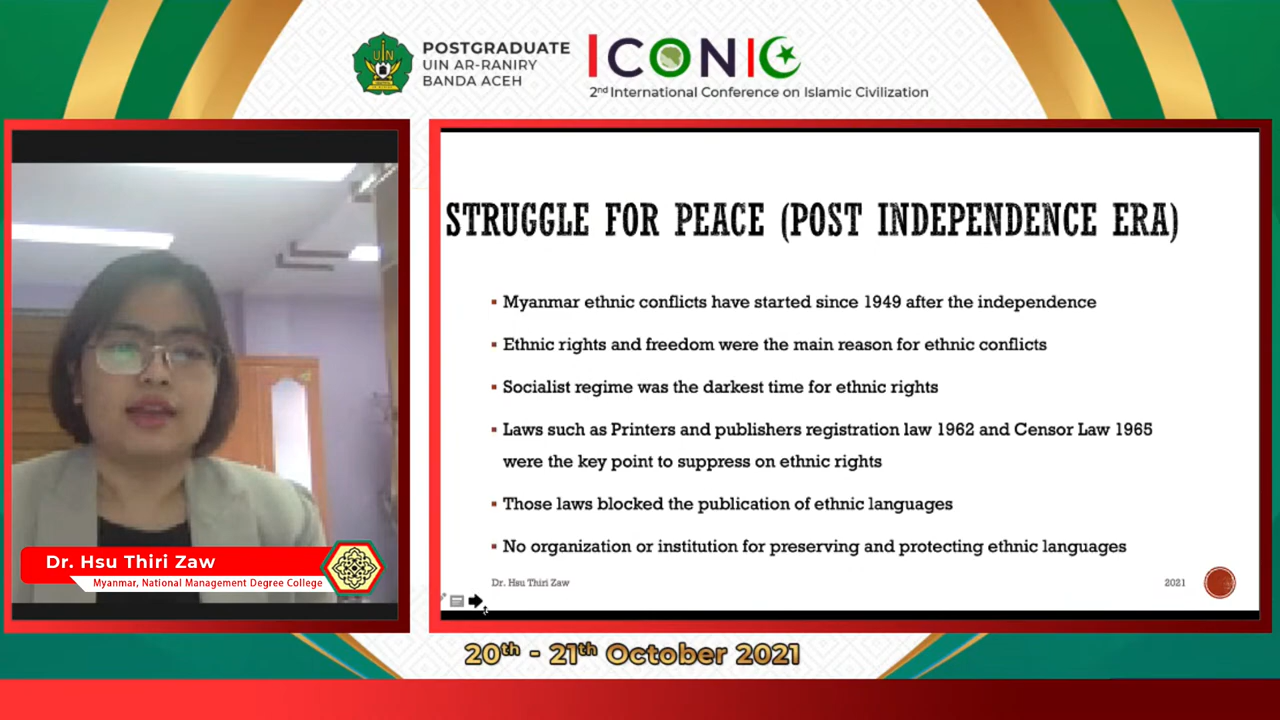 UIN
POSTGRADUATE
UIN AR-RANIRY
BANDA ACEH
ICONIC
2nd International Conference on Islamic Civilization
STRUGGLE FOR PEACE (POST INDEPENDENCE ERA)
▪ Myanmar ethnic conflicts have started since 1949 after the independence
▪ Ethnic rights and freedom were the main reason for ethnic conflicts
▪ Socialist regime was the darkest time for ethnic rights
▪ Laws such as Printers and publishers registration law 1962 and Censor Law 1965
were the key point to suppress on ethnic rights
▪ Those laws blocked the publication of ethnic languages
▪ No organization or institution for preserving and protecting ethnic languages
Dr. Hsu Thiri Zaw
2021
Dr. Hsu Thiri Zaw
Myanmar, National Management Degree College
20th - 21th October 2021